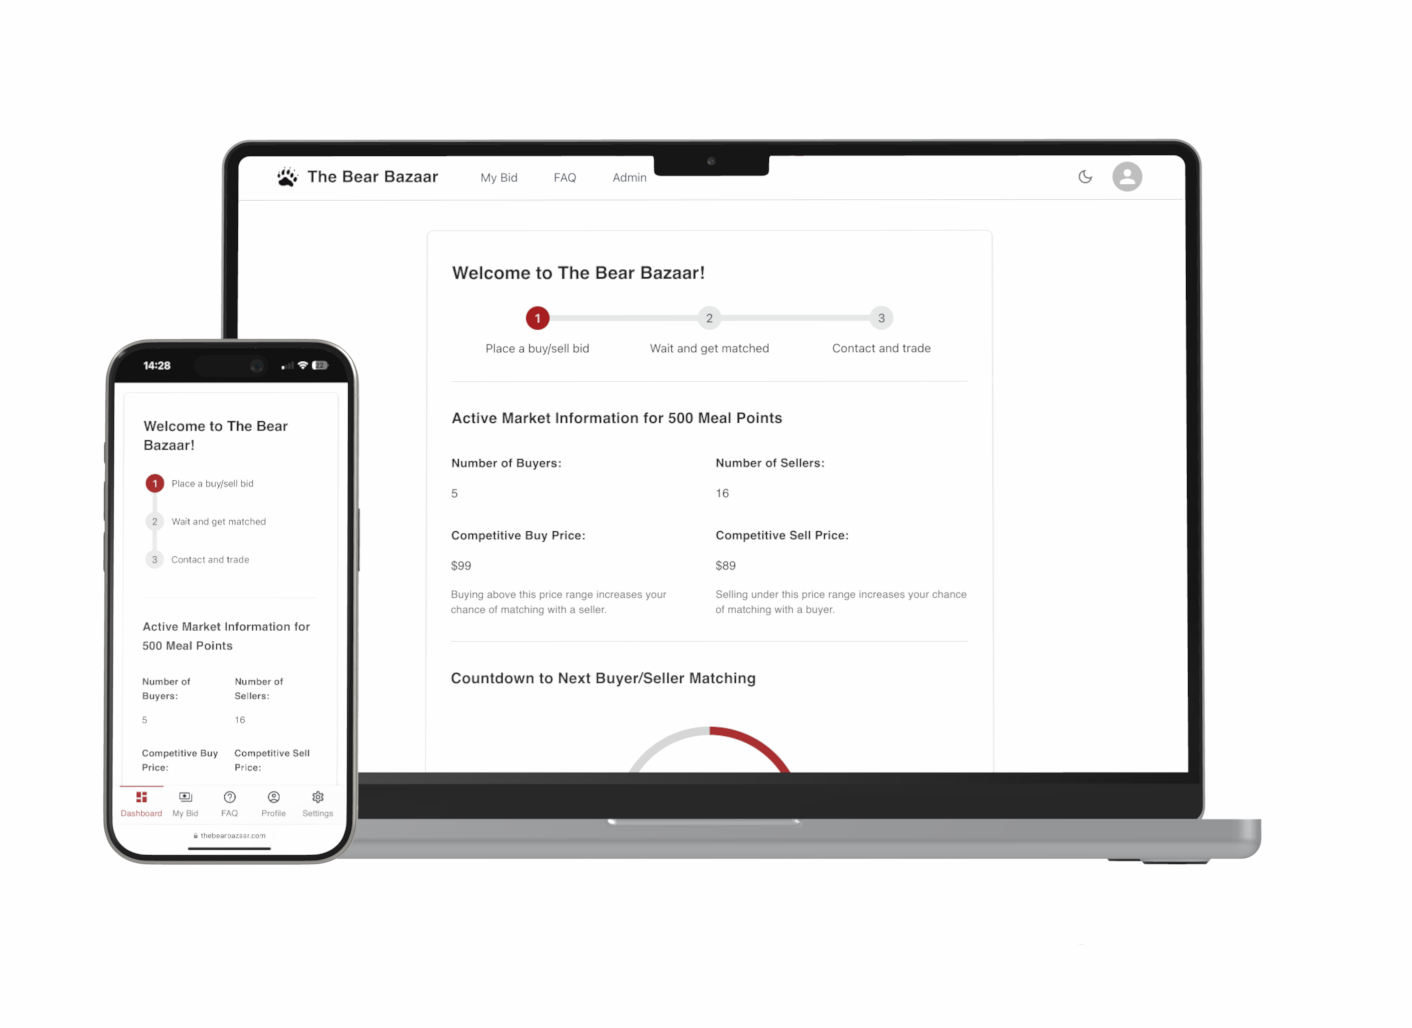 The Bear Bazaar
My Bid
FAQ
Admin
Welcome to The Bear Bazaar!
1
2
3
Place a buy/sell bid
Wait and get matched
Contact and trade
Active Market Information for 500 Meal Points
Number of Buyers:
Number of Sellers:
5
16
Competitive Buy Price:
Competitive Sell Price:
$99
$89
Buying above this price range increases your
chance of matching with a seller.
Selling under this price range increases your chance
of matching with a buyer.
Countdown to Next Buyer/Seller Matching
14:28
22
Welcome to The Bear
Bazaar!
1 Place a buy/sell bid
2 Wait and get matched
3 Contact and trade
Active Market Information for
500 Meal Points
Number of
Buyers:
Number of
Sellers:
5
16
Competitive Buy
Price:
Competitive Sell
Price:
Dashboard
My Bid
FAQ
Profile
Settings
thebearbazaar.com